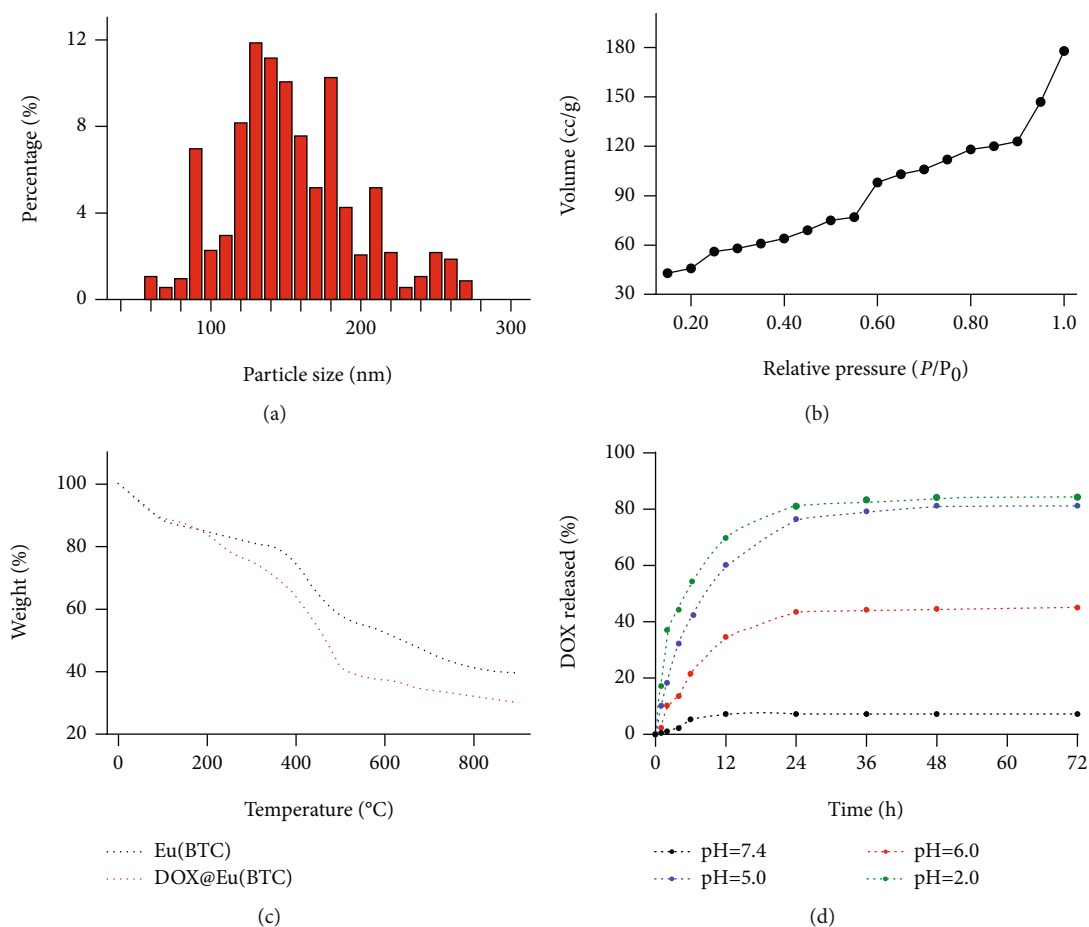 12
8
4
0
Percentage (%)
100
200
300
Particle size (nm)
(a)
180
150
120
90
60
30
Volume (cc/g)
0.20
0.40
0.60
0.80
1.0
Relative pressure (P/P0)
(b)
100
80
60
40
20
Weight (%)
0
200
400
600
800
Temperature (°C)
Eu(BTC)
DOX@Eu(BTC)
(c)
100
80
60
40
20
0
DOX released (%)
0
12
24
36
48
60
72
Time (h)
pH=7.4
pH=6.0
pH=5.0
pH=2.0
(d)